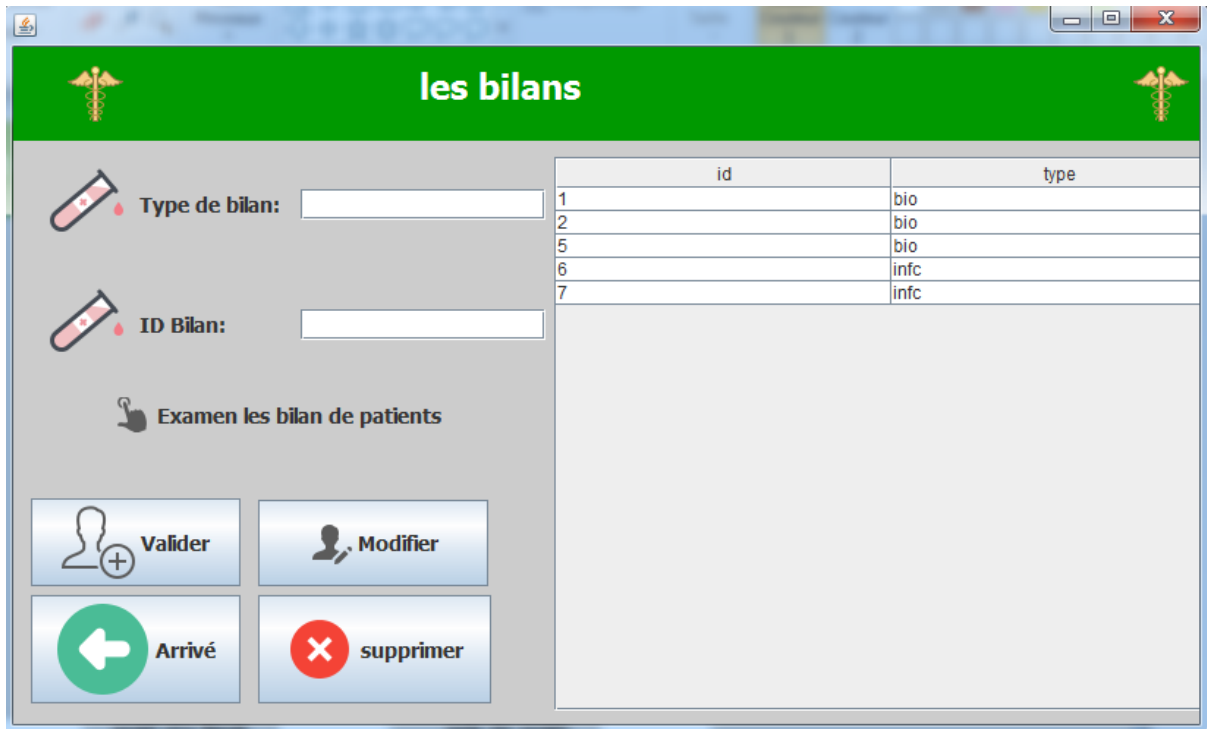 les bilans
Type de bilan:
ID Bilan:
Examen les bilan de patients
Valider
Modifier
Arrivé
supprimer
id type
1 bio
2 bio
5 bio
6 infc
7 infc